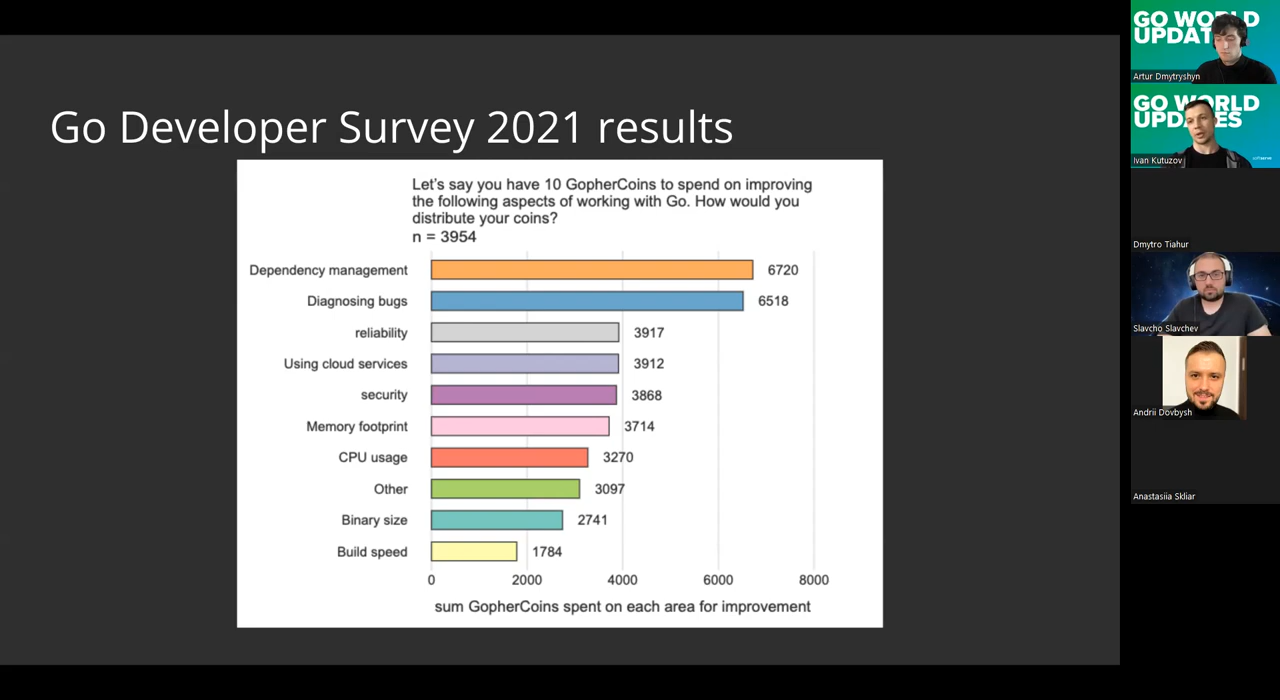 Go Developer Survey 2021 results
Let's say you have 10 GopherCoins to spend on improving
the following aspects of working with Go. How would you
distribute your coins?
n = 3954
Dependency management 6720
Diagnosing bugs 6518
reliability 3917
Using cloud services 3912
security 3868
Memory footprint 3714
CPU usage 3270
Other 3097
Binary size 2741
Build speed 1784
0 2000 4000 6000 8000
sum GopherCoins spent on each area for improvement
GO WORLD
UPDAT
Artur Dmytryshyn
GO WORLD
UPDATES
Ivan Kutuzov
Dmytro Tiahur
Slavcho Slavchev
Andrii Dovbysh
Anastasiia Skliar